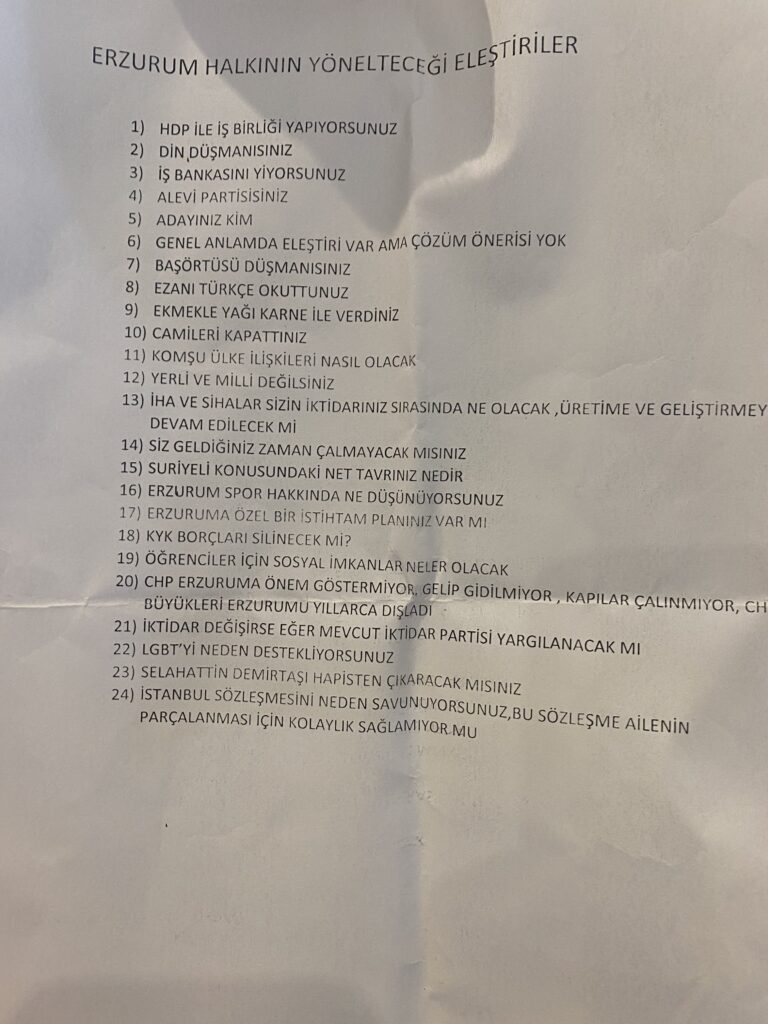 ERZURUM HALKININ YÖNELTECEĞİ ELEŞTİRİLER
1) HDP İLE İŞ BİRLİĞİ YAPIYORSUNUZ
2) DİN DÜŞMANISINIZ
3) İŞ BANKASINI YİYORSUNUZ
4) ALEVİ PARTİSİSİNİZ
5) ADAYINIZ KİM
6) GENEL ANLAMDA ELEŞTİRİ VAR AMA ÇÖZÜM ÖNERİSİ YOK
7) BAŞÖRTÜSÜ DÜŞMANISINIZ
8) EZANI TÜRKÇE OKUTTUNUZ
9) EKMEKLE YAĞI KARNE İLE VERDİNİZ
10) CAMİLERİ KAPATTINIZ
11) KOMŞU ÜLKE İLİŞKİLERİ NASIL OLACAK
12) YERLİ VE MİLLİ DEĞİLSİNİZ
13) İHA VE SİHALAR SİZİN İKTİDARINIZ SIRASINDA NE OLACAK ,ÜRETİME VE GELİŞTİRMEY
DEVAM EDİLECEK Mİ
14) SİZ GELDİĞİNİZ ZAMAN ÇALMAYACAK MISINIZ
15) SURİYELİ KONUSUNDAKİ NET TAVRINIZ NEDİR
16) ERZURUM SPOR HAKKINDA NE DÜŞÜNÜYORSUNUZ
17) ERZURUMA ÖZEL BİR İSTİHTAM PLANINIZ VAR MI
18) KYK BORÇLARI SİLİNECEK Mİ?
19) ÖĞRENCİLER İÇİN SOSYAL İMKANLAR NELER OLACAK
20) CHP ERZURUMA ÖNEM GÖSTERMİYOR, GELİP GİDİLMİYOR , KAPILAR ÇALINMIYOR, CH
BÜYÜKLERİ ERZURUMU YILLARCA DIŞLADI
21) İKTİDAR DEĞİŞİRSE EĞER MEVCUT İKTİDAR PARTİSİ YARGILANACAK MI
22) LGBT'Yİ NEDEN DESTEKLİYORSUNUZ
23) SELAHATTİN DEMİRTAŞI HAPİSTEN ÇIKARACAK MISINIZ
24) İSTANBUL SÖZLEŞMESİNİ NEDEN SAVUNUYORSUNUZ,BU SÖZLEŞME AİLENİN
PARÇALANMASI İÇİN KOLAYLIK SAĞLAMIYOR MU